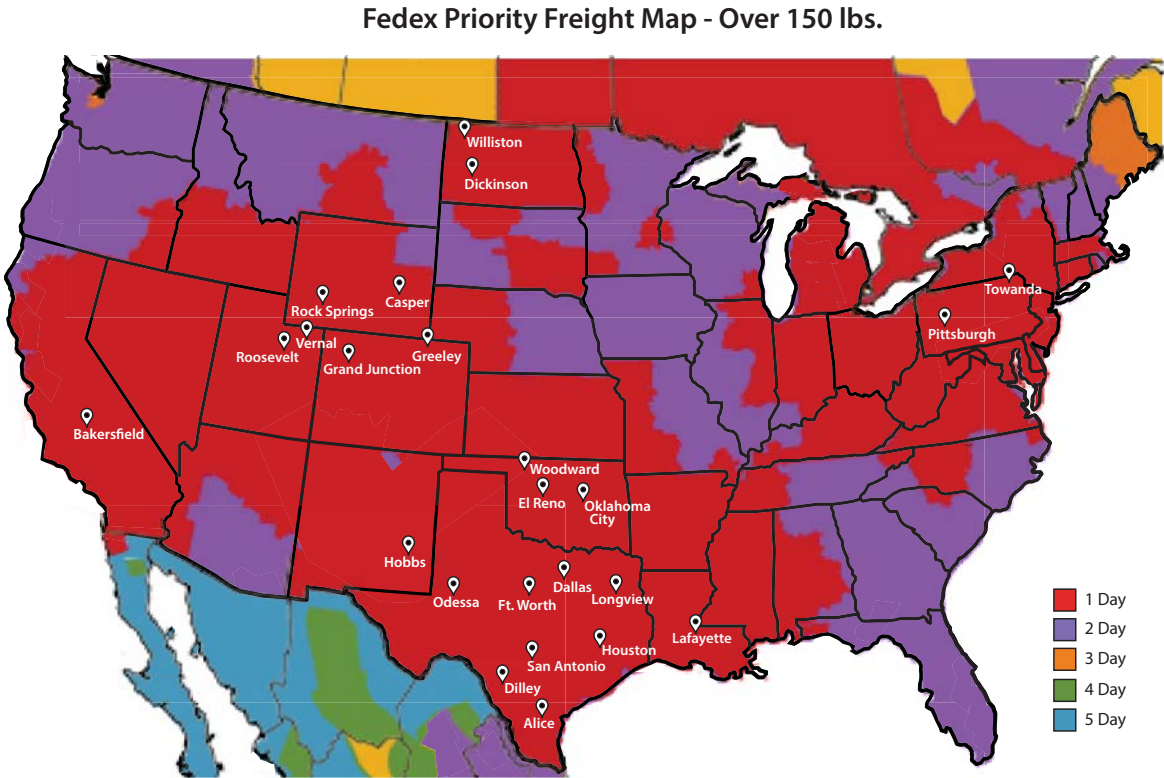 Fedex Priority Freight Map - Over 150 lbs.
Williston
Dickinson
Casper
Rock Springs
Vernal
Roosevelt
Grand Junction
Greeley
Towanda
Pittsburgh
Bakersfield
Woodward
El Reno
Oklahoma
City
Hobbs
Odessa
Ft. Worth
Dallas
Longview
Lafayette
Houston
San Antonio
Dilley
Alice
1 Day
2 Day
3 Day
4 Day
5 Day